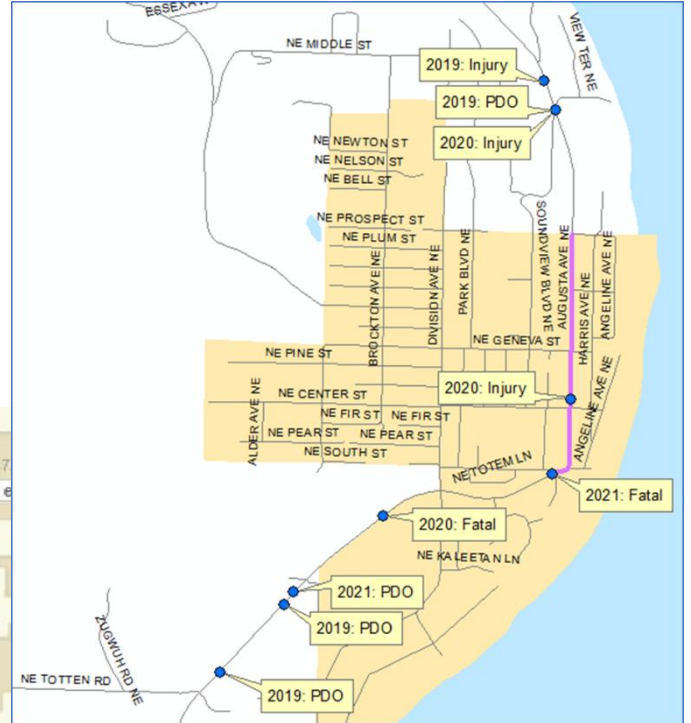 ESSEXA
VIEW TER NE
NE MIDDLE ST
2019: Injury
2019: PDO
2020: Injury
NE NEWTON ST
NE NELSON ST
NE BELL ST
NE PROSPECT ST
NE PLUM ST
BROCKTON AVE NE
DIVISION AVE NE
PARK BLVD NE
SOUNDVIEW BLVD NE
AUGUSTA AVE NE
HARRIS AVE NE
ANGELINE AVE NE
NE GENEVA ST
NE PINE ST
NE CENTER ST
2020: Injury
ANGELINE AVE NE
ALDER AVE NE
NE FIR ST
NE FIR ST
NE PEAR ST
NE PEAR ST
NE SOUTH ST
NE TOTEM LN
7
e
2021: Fatal
2020: Fatal
NE KALEETAN LN
2021: PDO
2019: PDO
ZUGWUH RD NE
NE TOTTEN RD
2019: PDO